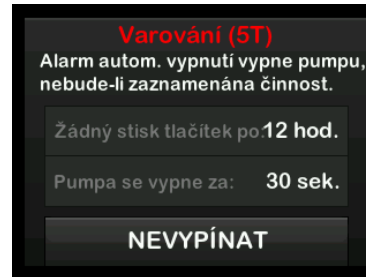 Varování (5T)
Alarm autom. vypnutí vypne pumpu,
nebude-li zaznamenána činnost.
Žádný stisk tlačítek po: 12 hod.
Pumpa se vypne za: 30 sek.
NEVYPÍNAT